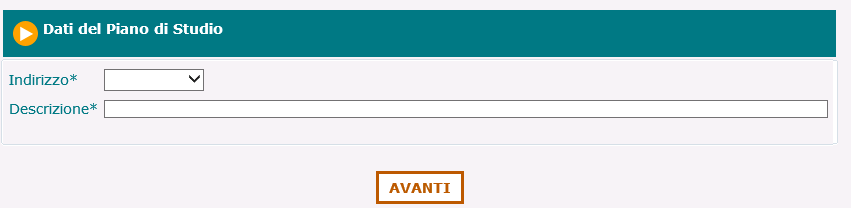 Dati del Piano di Studio
Indirizzo*
Descrizione*
AVANTI